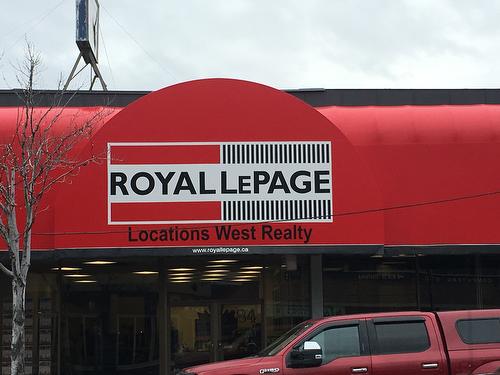 ROYAL LEPAGE
Locations West Realty
www.royallepage.ca